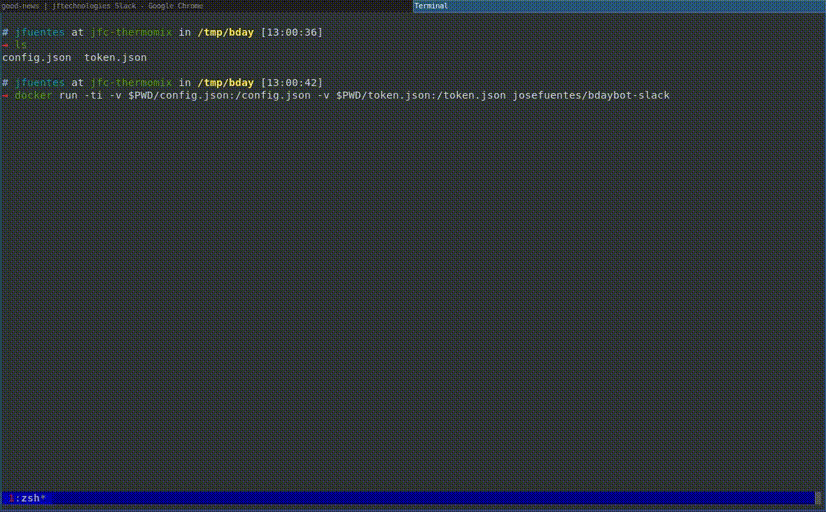 good-news | jftechnologies Slack - Google Chrome
Terminal
# jfuentes at jfc-thermomix in /tmp/bday [13:00:36]
→ ls
config.json  token.json
# jfuentes at jfc-thermomix in /tmp/bday [13:00:42]
→ docker run -ti -v $PWD/config.json:/config.json -v $PWD/token.json:/token.json josefuentes/bdaybot-slack
1:zsh*